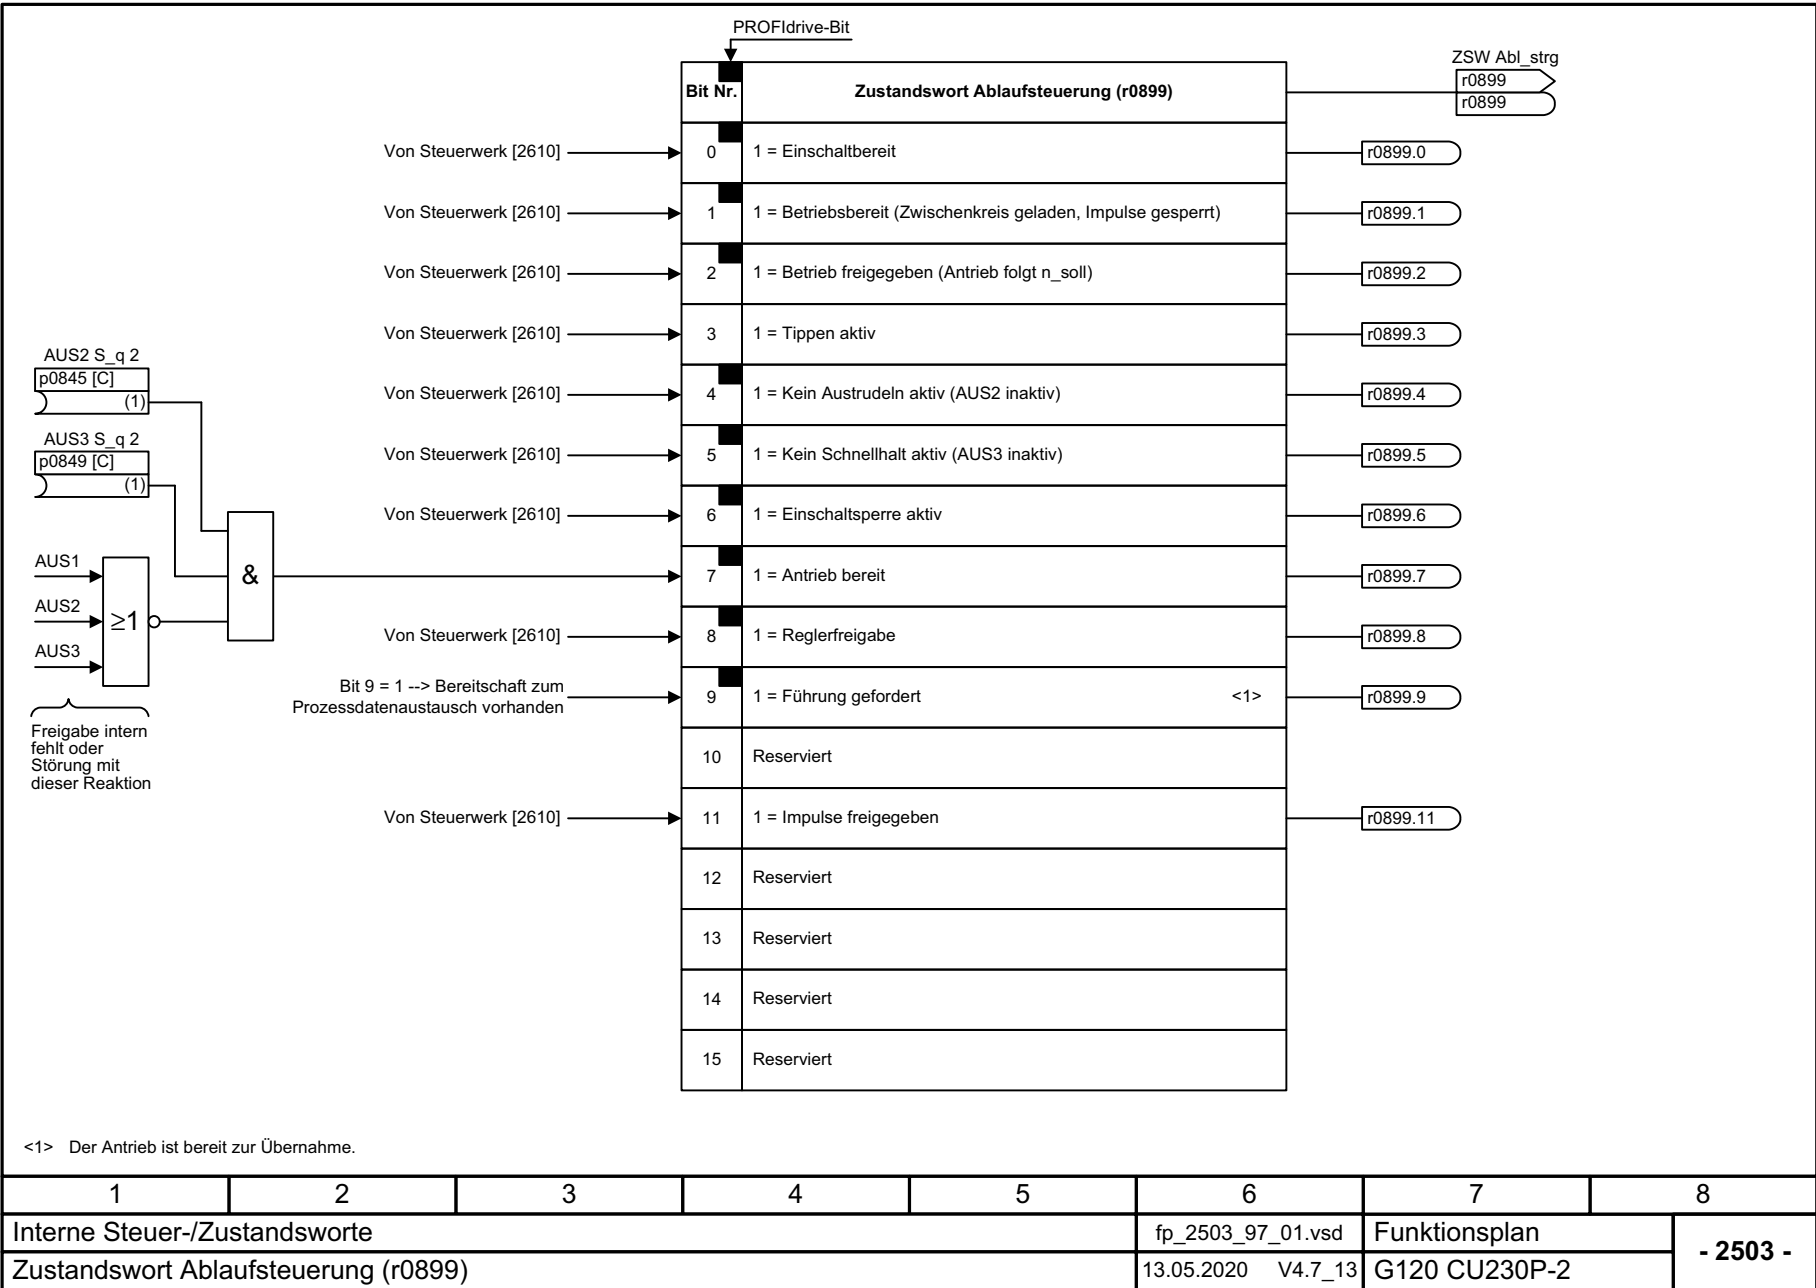 PROFIdrive-Bit
ZSW Abl_strg
r0899
r0899
Bit Nr.
Zustandswort Ablaufsteuerung (r0899)
Von Steuerwerk [2610]
0
1 = Einschaltbereit
r0899.0
Von Steuerwerk [2610]
1
1 = Betriebsbereit (Zwischenkreis geladen, Impulse gesperrt)
r0899.1
Von Steuerwerk [2610]
2
1 = Betrieb freigegeben (Antrieb folgt n_soll)
r0899.2
Von Steuerwerk [2610]
3
1 = Tippen aktiv
r0899.3
AUS2 S_q 2
p0845 [C]
(1)
Von Steuerwerk [2610]
4
1 = Kein Austrudeln aktiv (AUS2 inaktiv)
r0899.4
AUS3 S_q 2
p0849 [C]
(1)
Von Steuerwerk [2610]
5
1 = Kein Schnellhalt aktiv (AUS3 inaktiv)
r0899.5
Von Steuerwerk [2610]
6
1 = Einschaltsperre aktiv
r0899.6
AUS1
AUS2
AUS3
≥1
&
7
1 = Antrieb bereit
r0899.7
Von Steuerwerk [2610]
8
1 = Reglerfreigabe
r0899.8
Freigabe intern
fehlt oder
Störung mit
dieser Reaktion
Bit 9 = 1 --> Bereitschaft zum
Prozessdatenaustausch vorhanden
9
1 = Führung gefordert
<1>
r0899.9
10
Reserviert
Von Steuerwerk [2610]
11
1 = Impulse freigegeben
r0899.11
12
Reserviert
13
Reserviert
14
Reserviert
15
Reserviert
<1> Der Antrieb ist bereit zur Übernahme.
1
2
3
4
5
6
7
8
Interne Steuer-/Zustandsworte
fp_2503_97_01.vsd
Funktionsplan
- 2503 -
Zustandswort Ablaufsteuerung (r0899)
13.05.2020 V4.7_13
G120 CU230P-2